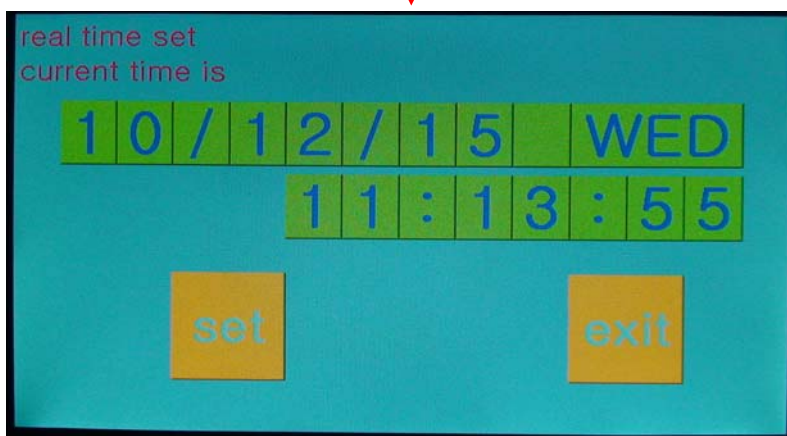 real time set
current time is
10/12/15 WED
11:13:55
set exit